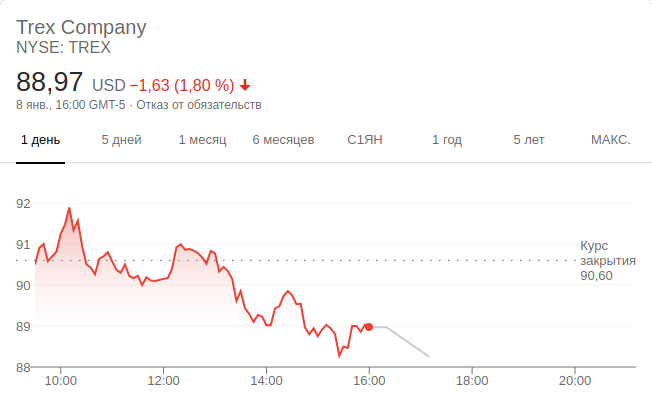 Trex Company
NYSE: TREX
88,97 USD −1,63 (1,80 %)
8 янв., 16:00 GMT-5 · Отказ от обязательств
1 день 5 дней 1 месяц 6 месяцев С1ЯН 1 год 5 лет МАКС.
92
91
90
89
88
Курс
закрытия
90,60
10:00 12:00 14:00 16:00 18:00 20:00